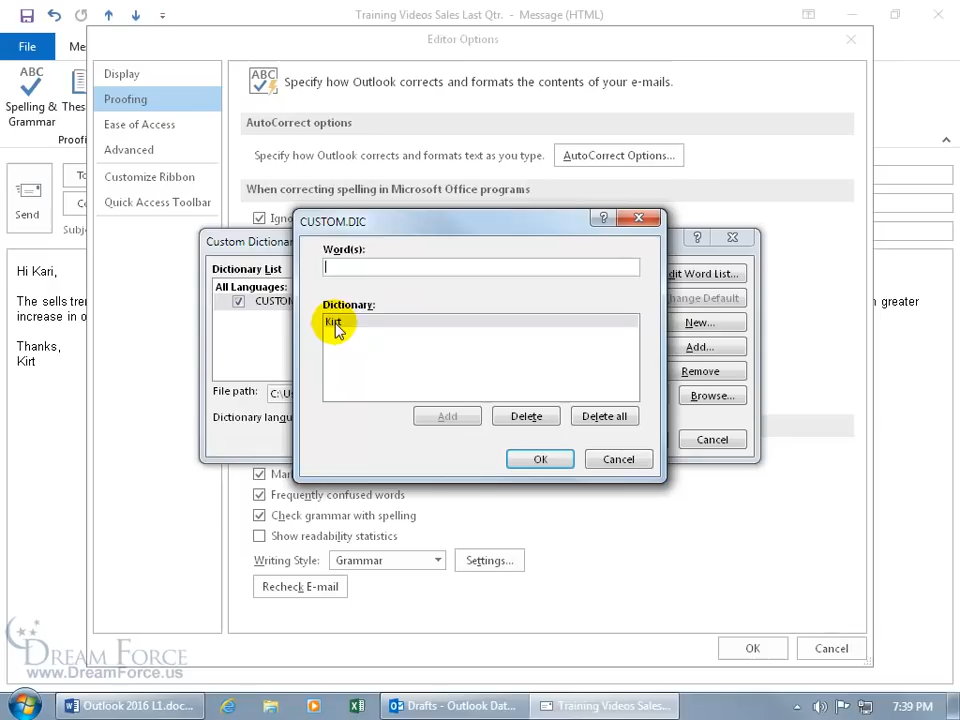 Training Videos Sales Last Qtr. - Message (HTML)
Editor Options
File
Me
ABC
Spelling &
Grammar
Thes
Proofi
Send
To
C
Subj
Hi Kari,
The sells tre
greater
increase in o
Thanks,
Kirt
Display
Proofing
Ease of Access
Advanced
Customize Ribbon
Quick Access Toolbar
ABC
Specify how Outlook corrects and formats the contents of your e-mails.
AutoCorrect options
Specify how Outlook corrects and formats text as you type.
AutoCorrect Options...
When correcting spelling in Microsoft Office programs
Igno
Custom Dictionar
Dictionary List
All Languages:
CUSTOM
File path:
C:\Us
Dictionary langu
dit Word List...
hange Default
New...
Add...
Remove
Browse...
Cancel
CUSTOM.DIC
Word(s):
Dictionary:
Kirt
Add
Delete
Delete all
OK
Cancel
Mar
Frequently confused words
Check grammar with spelling
Show readability statistics
Writing Style:
Grammar
Settings...
Recheck E-mail
OK
Cancel
DREAM FORCE
www.DreamForce.us
Outlook 2016 L1.doc...
Drafts - Outlook Dat...
Training Videos Sales...
7:39 PM